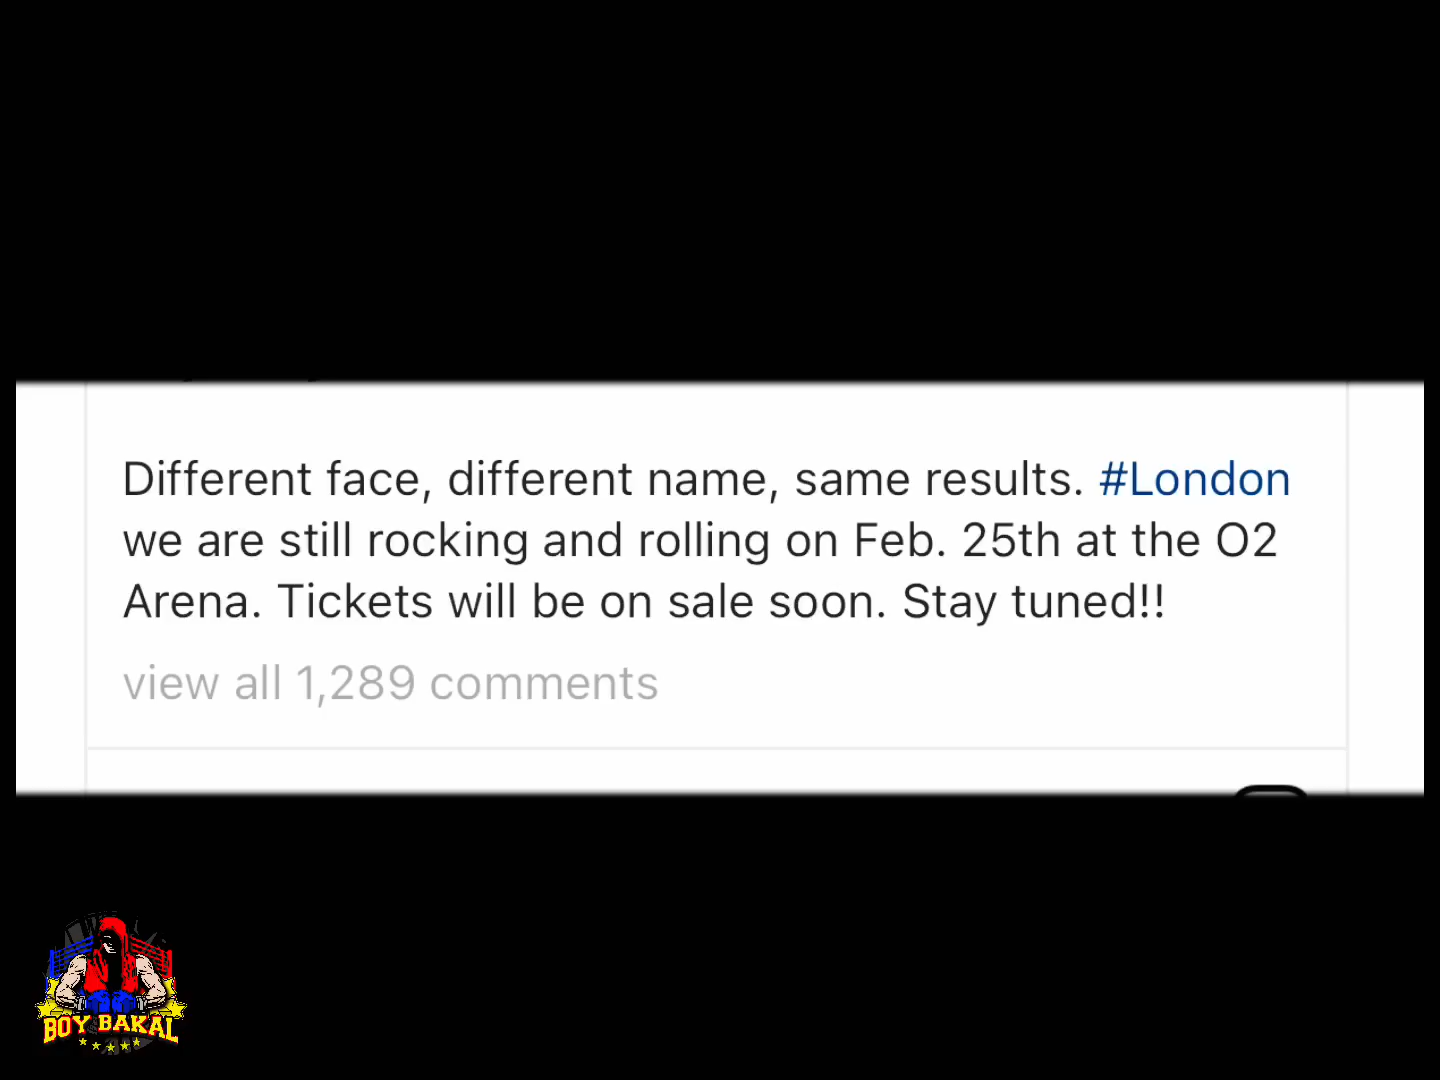 Different face, different name, same results. #London
we are still rocking and rolling on Feb. 25th at the O2
Arena. Tickets will be on sale soon. Stay tuned!!
view all 1,289 comments
BOY BAKAL